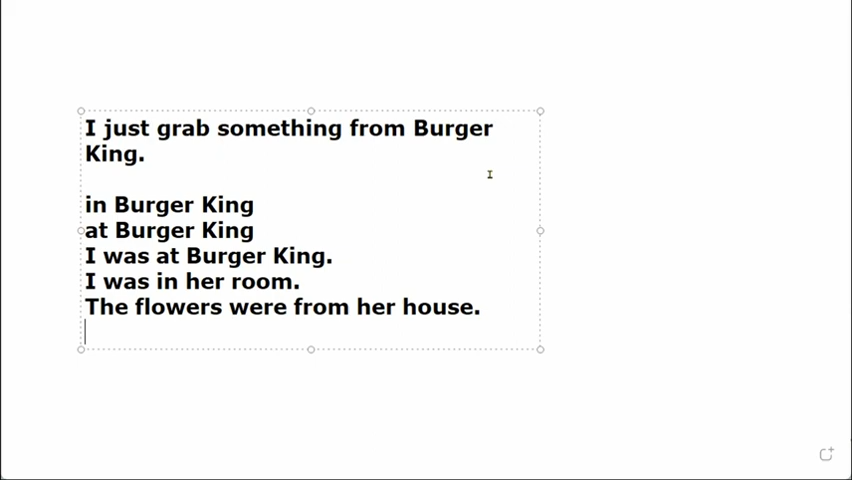 I just grab something from Burger
King.
in Burger King
at Burger King
I was at Burger King.
I was in her room.
The flowers were from her house.